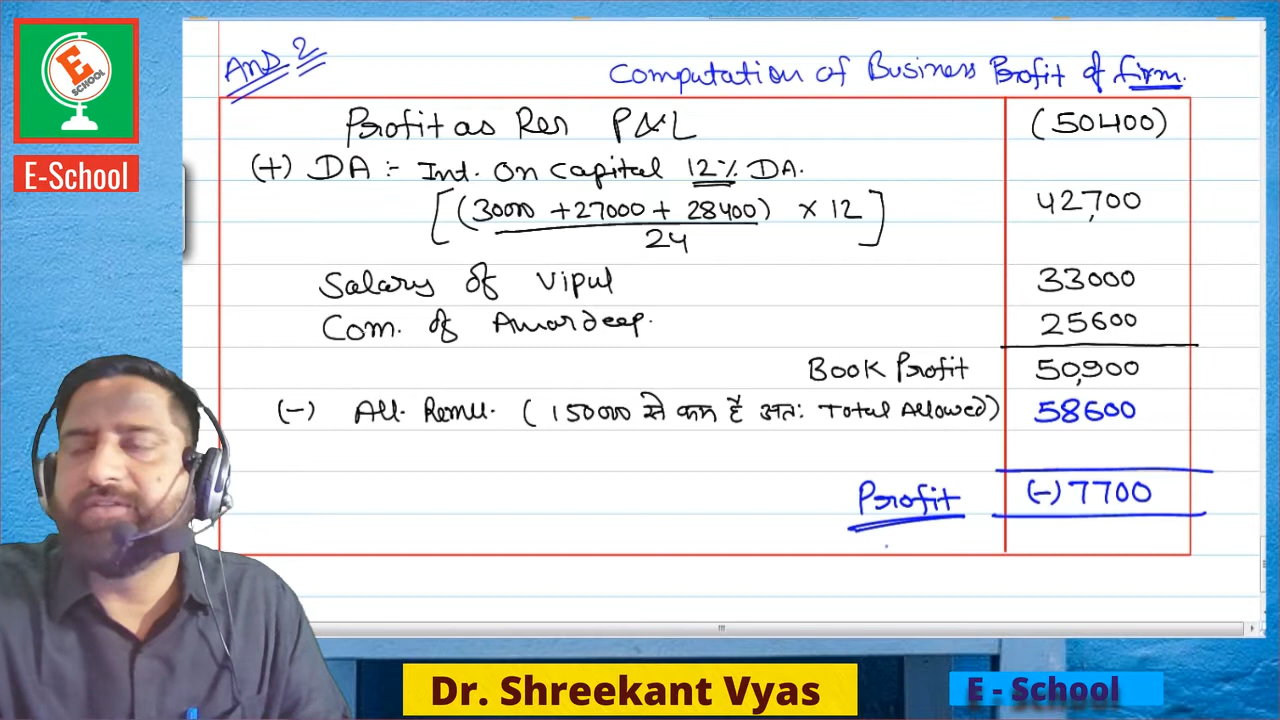 E
SCHOOL
E-School
Ans 2
Computation of Business Profit of firm.
Profit as Per P&L (50400)
(+) DA :- Int. on Capital 12% DA.
[(30000 + 27000 + 28400) × 12] 42,700
24
Salary of Vipul 33000
Com. of Amardeep. 25600
Book Profit 50,900
(-) All. Remu. (150000 से कम है अतः Total Allowed) 58600
Profit (-) 7700
Dr. Shreekant Vyas
E - School